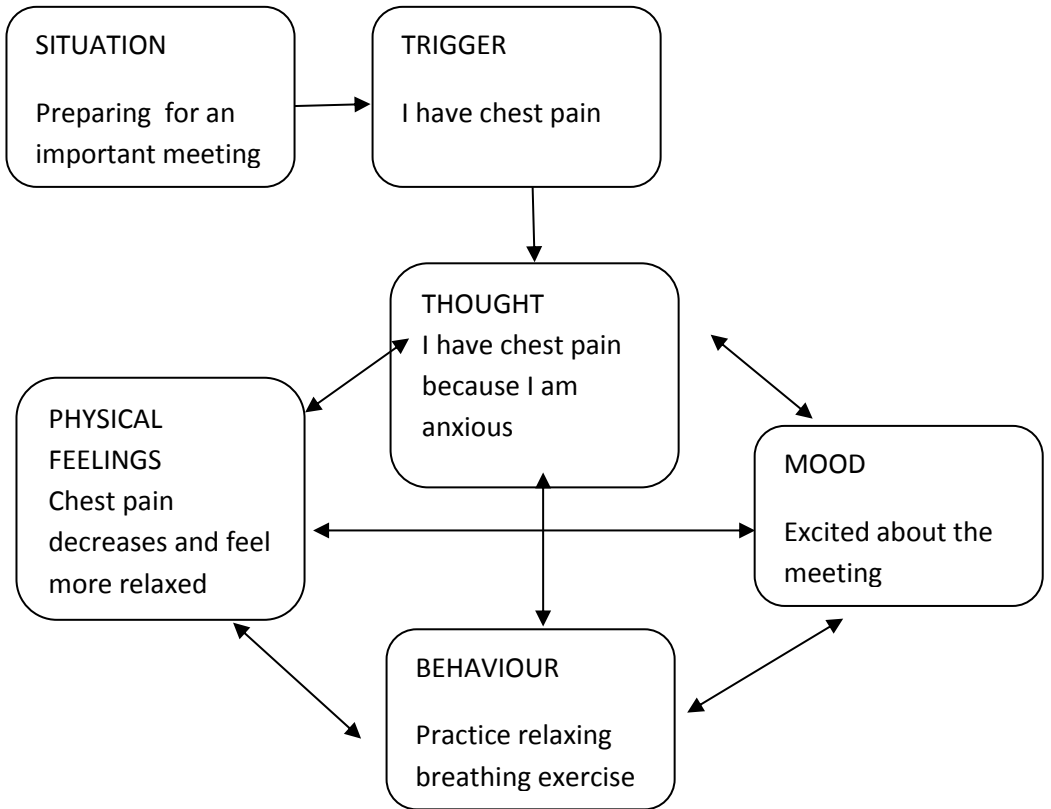 SITUATION
Preparing  for an
important meeting
TRIGGER
I have chest pain
THOUGHT
I have chest pain
because I am
anxious
PHYSICAL
FEELINGS
Chest pain
decreases and feel
more relaxed
MOOD
Excited about the
meeting
BEHAVIOUR
Practice relaxing
breathing exercise